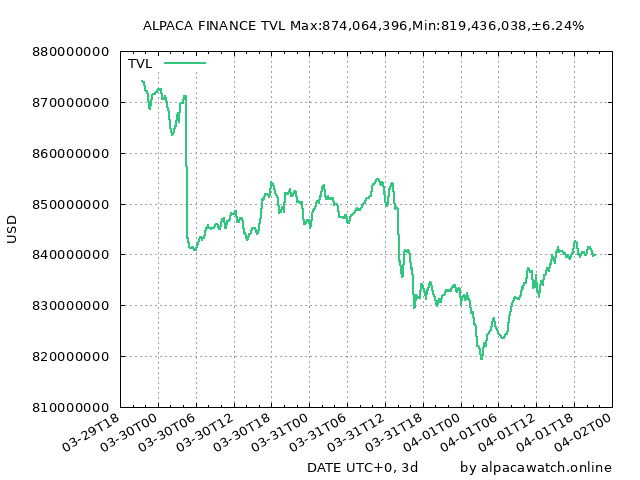 ALPACA FINANCE TVL Max:874,064,396,Min:819,436,038,±6.24%
TVL
880000000
870000000
860000000
850000000
840000000
830000000
820000000
810000000
USD
03-29T18
03-30T00
03-30T06
03-30T12
03-30T18
03-31T00
03-31T06
03-31T12
03-31T18
04-01T00
04-01T06
04-01T12
04-01T18
04-02T00
DATE UTC+0, 3d
by alpacawatch.online